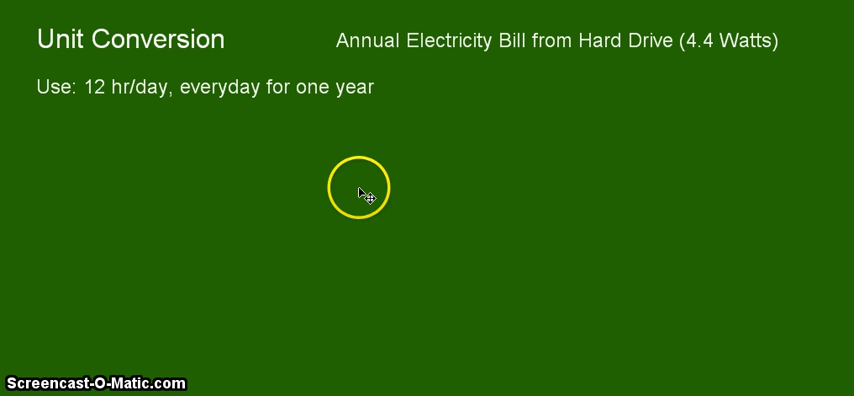 Unit Conversion
Annual Electricity Bill from Hard Drive (4.4 Watts)
Use: 12 hr/day, everyday for one year
Screencast-O-Matic.com